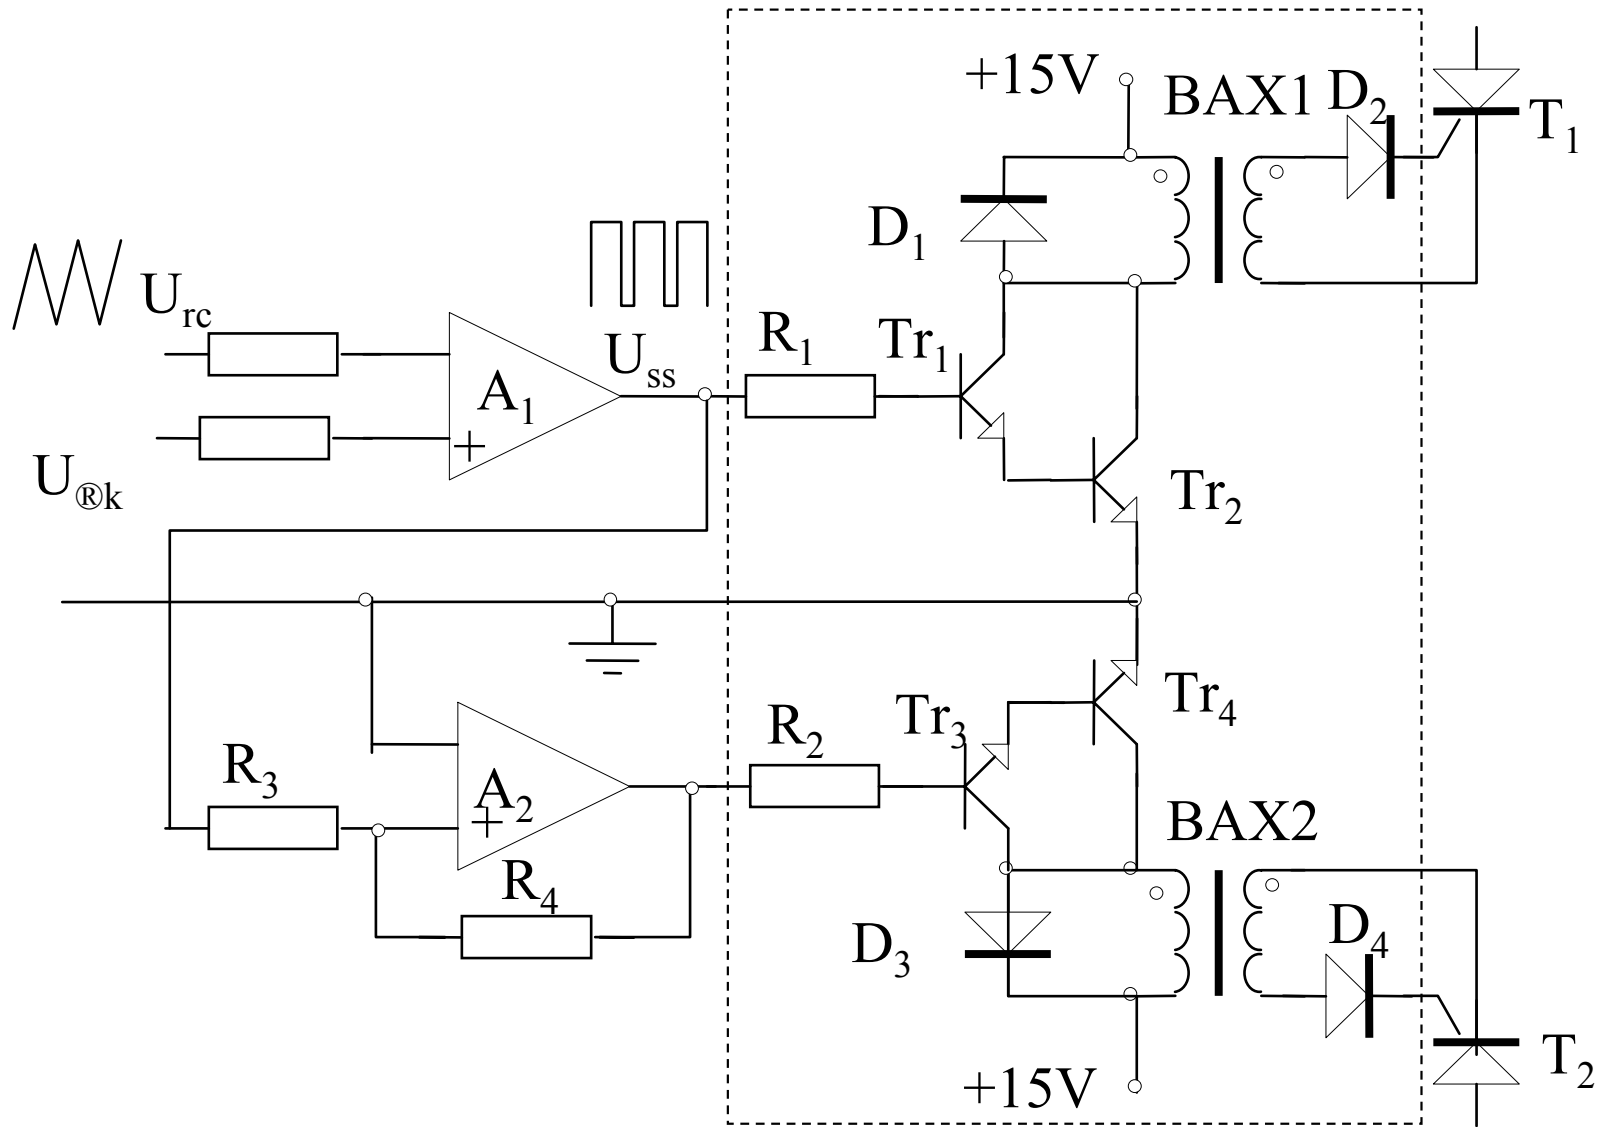 +15V
BAX1
D2
T1
D1
Urc
Uss
R1
Tr1
A1
+
U®k
Tr2
Tr4
Tr3
R2
R3
A2
+
BAX2
R4
D3
D4
T2
+15V